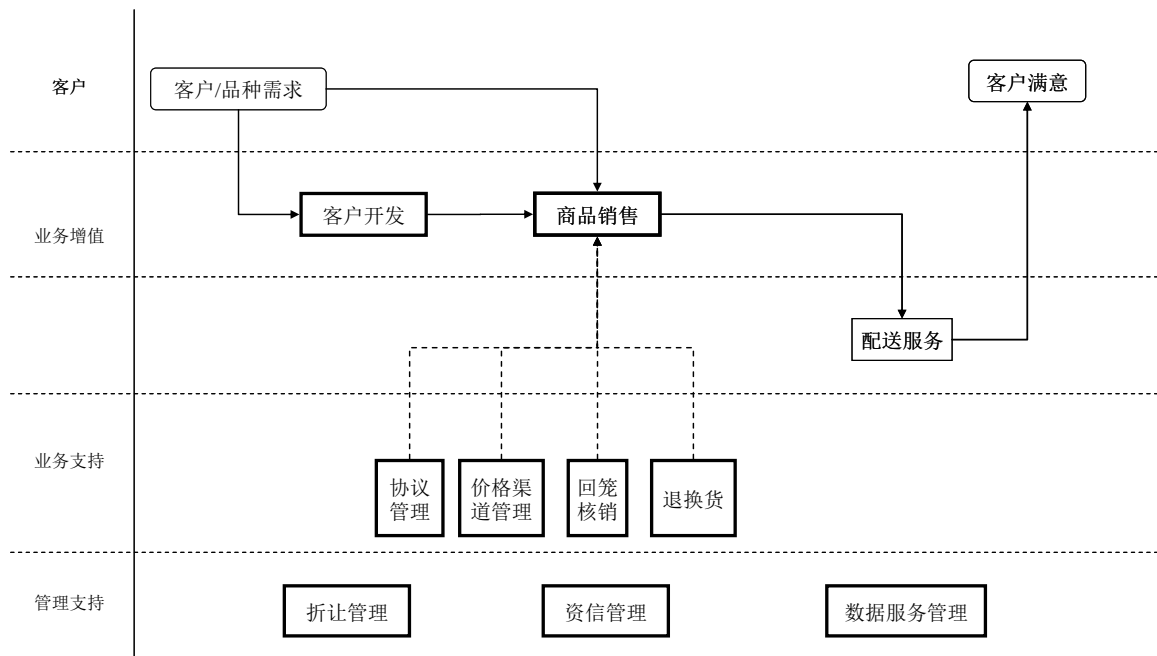 客户
客户/品种需求
客户满意
业务增值
客户开发
商品销售
配送服务
业务支持
协议
管理
价格渠
道管理
回笼
核销
退换货
管理支持
折让管理
资信管理
数据服务管理